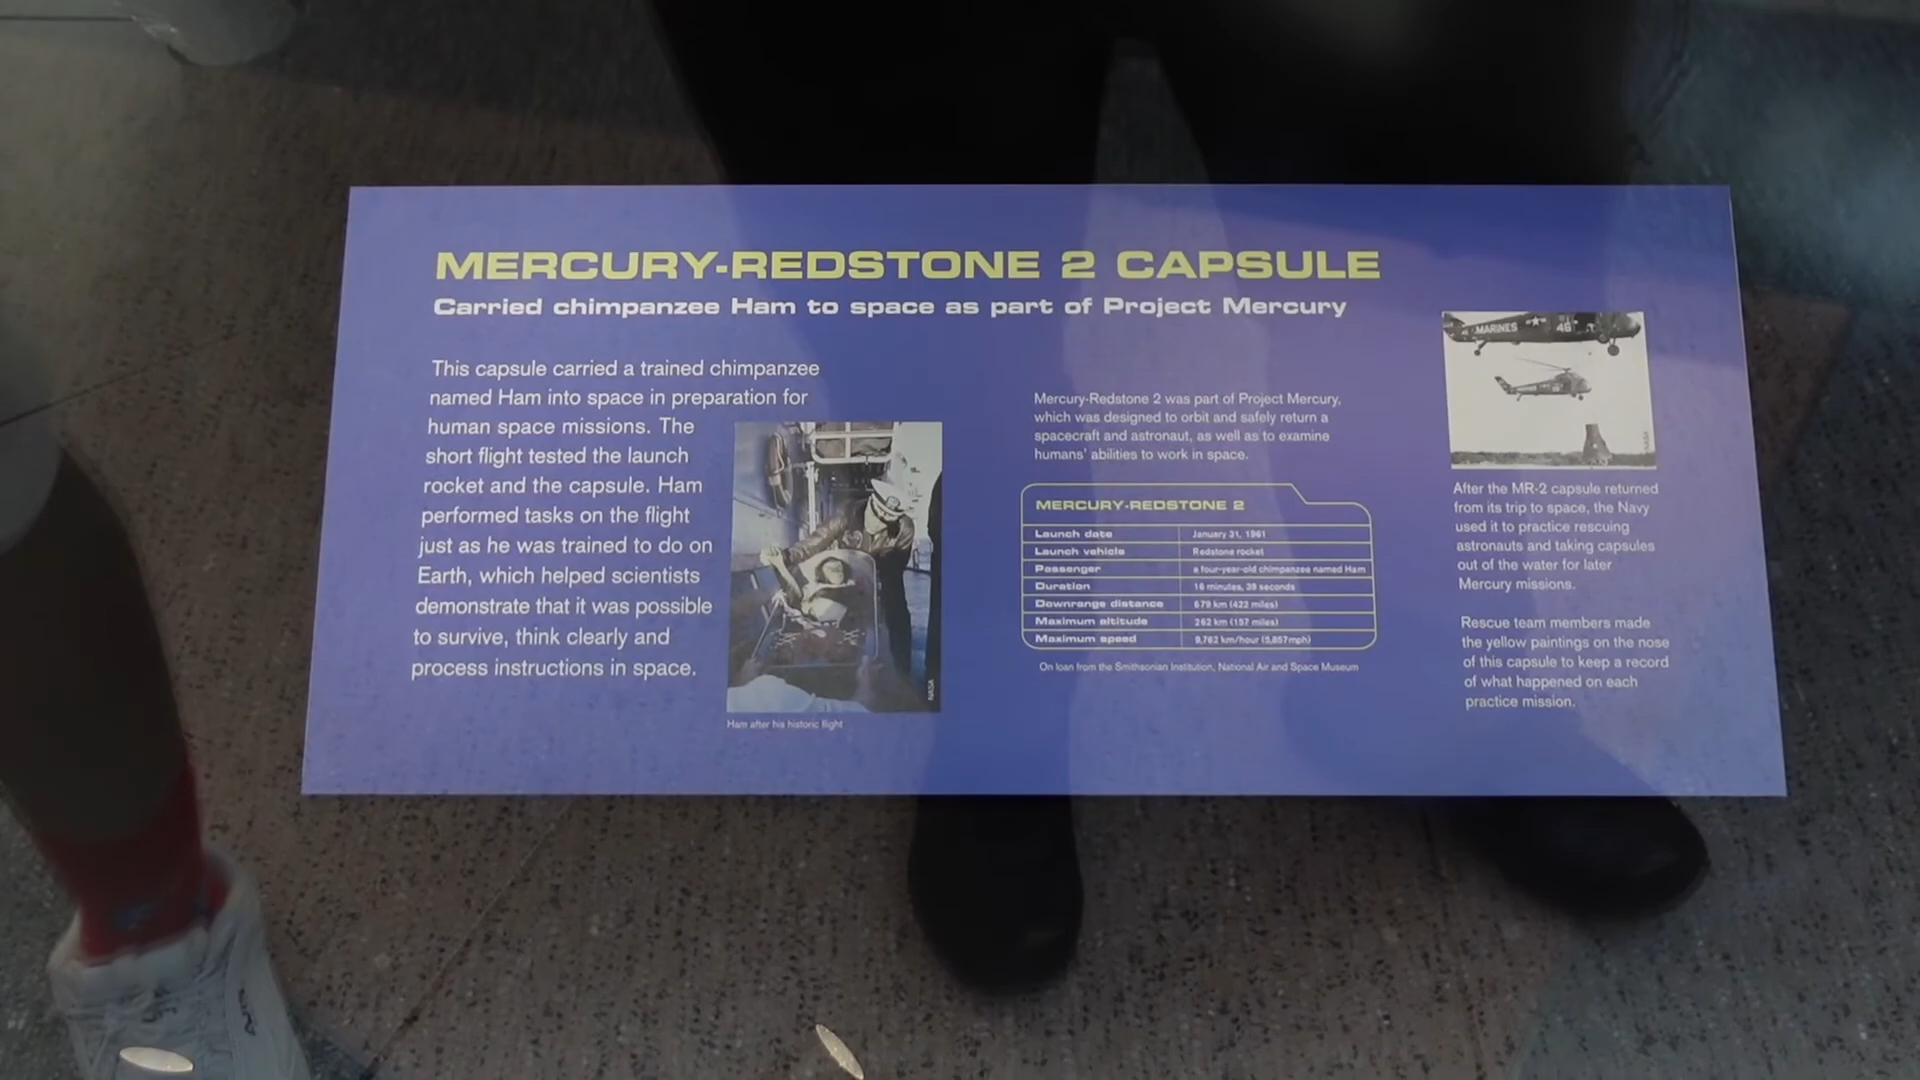 MERCURY-REDSTONE 2 CAPSULE
Carried chimpanzee Ham to space as part of Project Mercury
This capsule carried a trained chimpanzee
named Ham into space in preparation for
human space missions. The
short flight tested the launch
rocket and the capsule. Ham
performed tasks on the flight
just as he was trained to do on
Earth, which helped scientists
demonstrate that it was possible
to survive, think clearly and
process instructions in space.
NASA
Ham after his historic flight
Mercury-Redstone 2 was part of Project Mercury,
which was designed to orbit and safely return a
spacecraft and astronaut, as well as to examine
humans' abilities to work in space.
MERCURY-REDSTONE 2
Launch date January 31, 1961
Launch vehicle Redstone rocket
Passenger a four-year-old chimpanzee named Ham
Duration 16 minutes, 39 seconds
Downrange distance 679 km (422 miles)
Maximum altitude 262 km (157 miles)
Maximum speed 9,762 km/hour (5,857mph)
On loan from the Smithsonian Institution, National Air and Space Museum
MARINES 46
NASA
After the MR-2 capsule returned
from its trip to space, the Navy
used it to practice rescuing
astronauts and taking capsules
out of the water for later
Mercury missions.
Rescue team members made
the yellow paintings on the nose
of this capsule to keep a record
of what happened on each
practice mission.